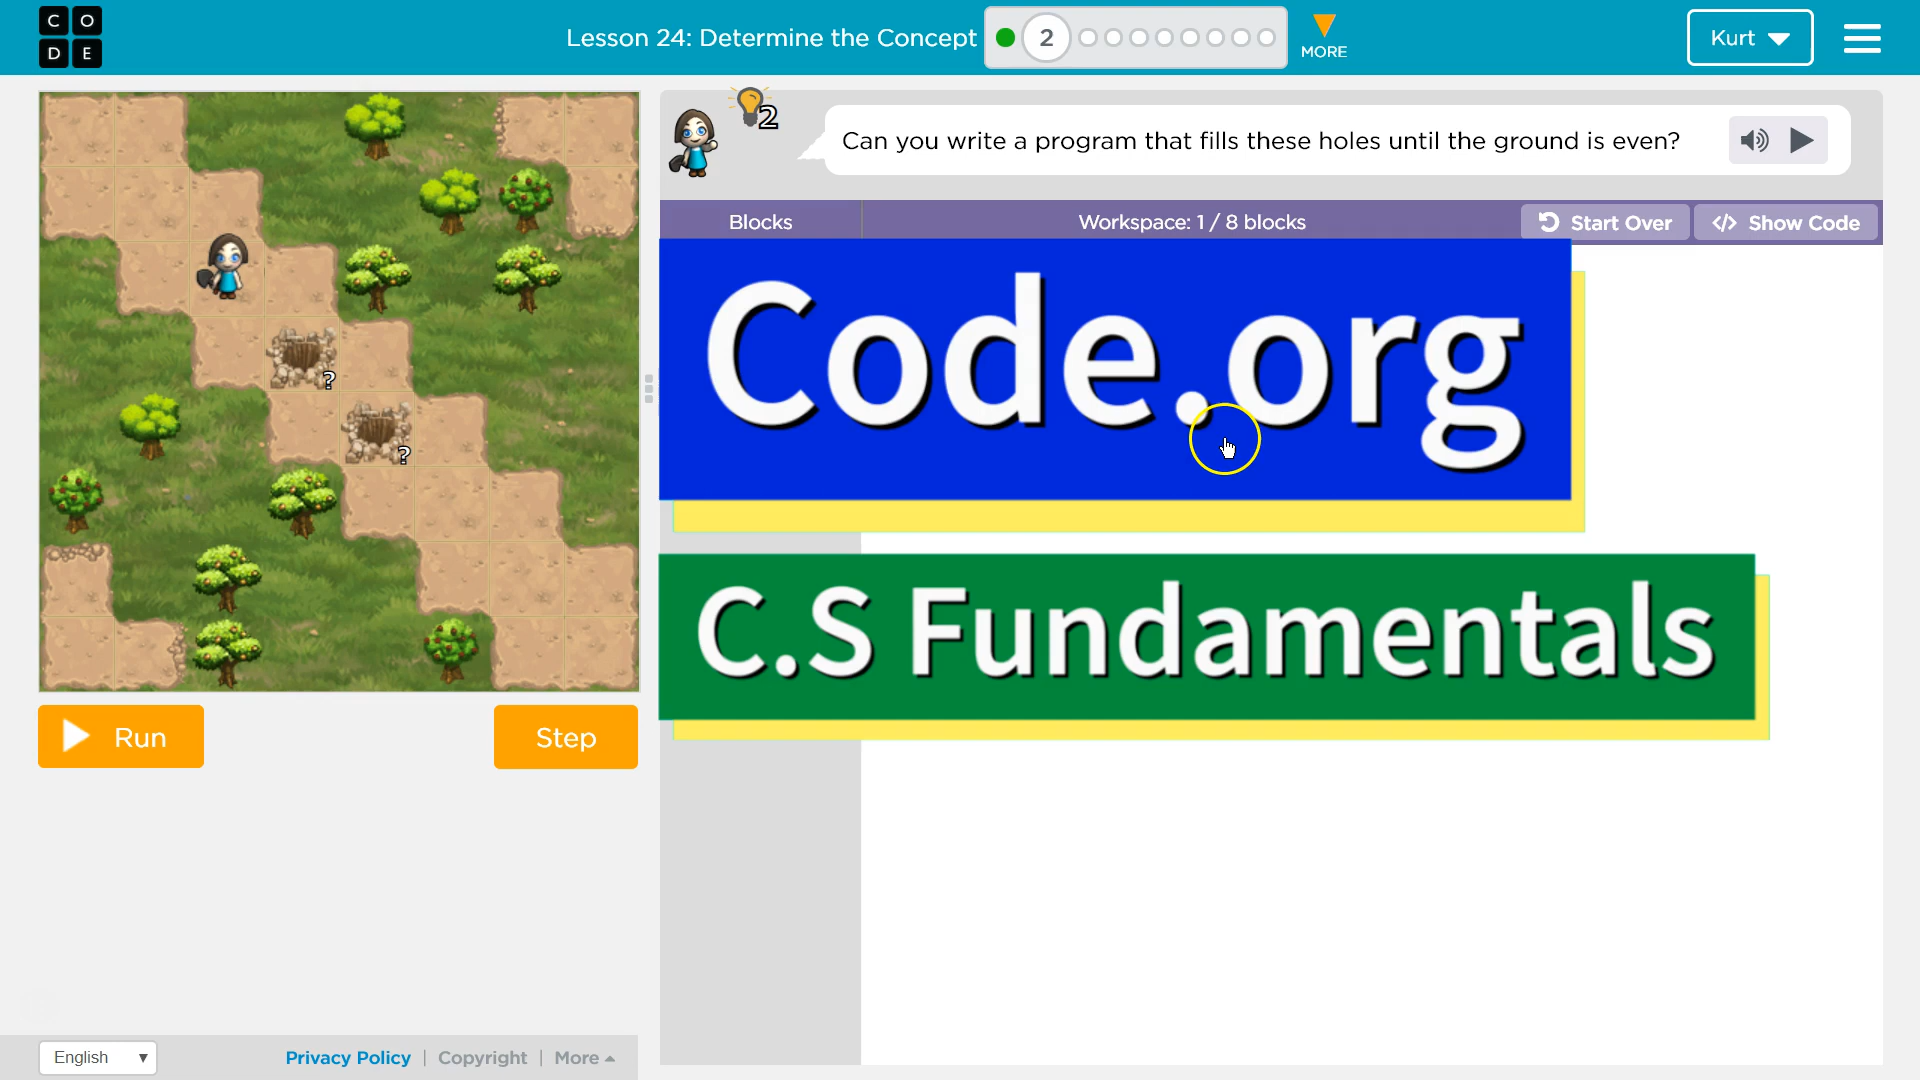 C O
D E
Lesson 24: Determine the Concept
2
MORE
Kurt
2
Can you write a program that fills these holes until the ground is even?
Blocks
Workspace: 1 / 8 blocks
Start Over
</> Show Code
Code.org
C.S Fundamentals
?
?
Run
Step
English
Privacy Policy | Copyright | More